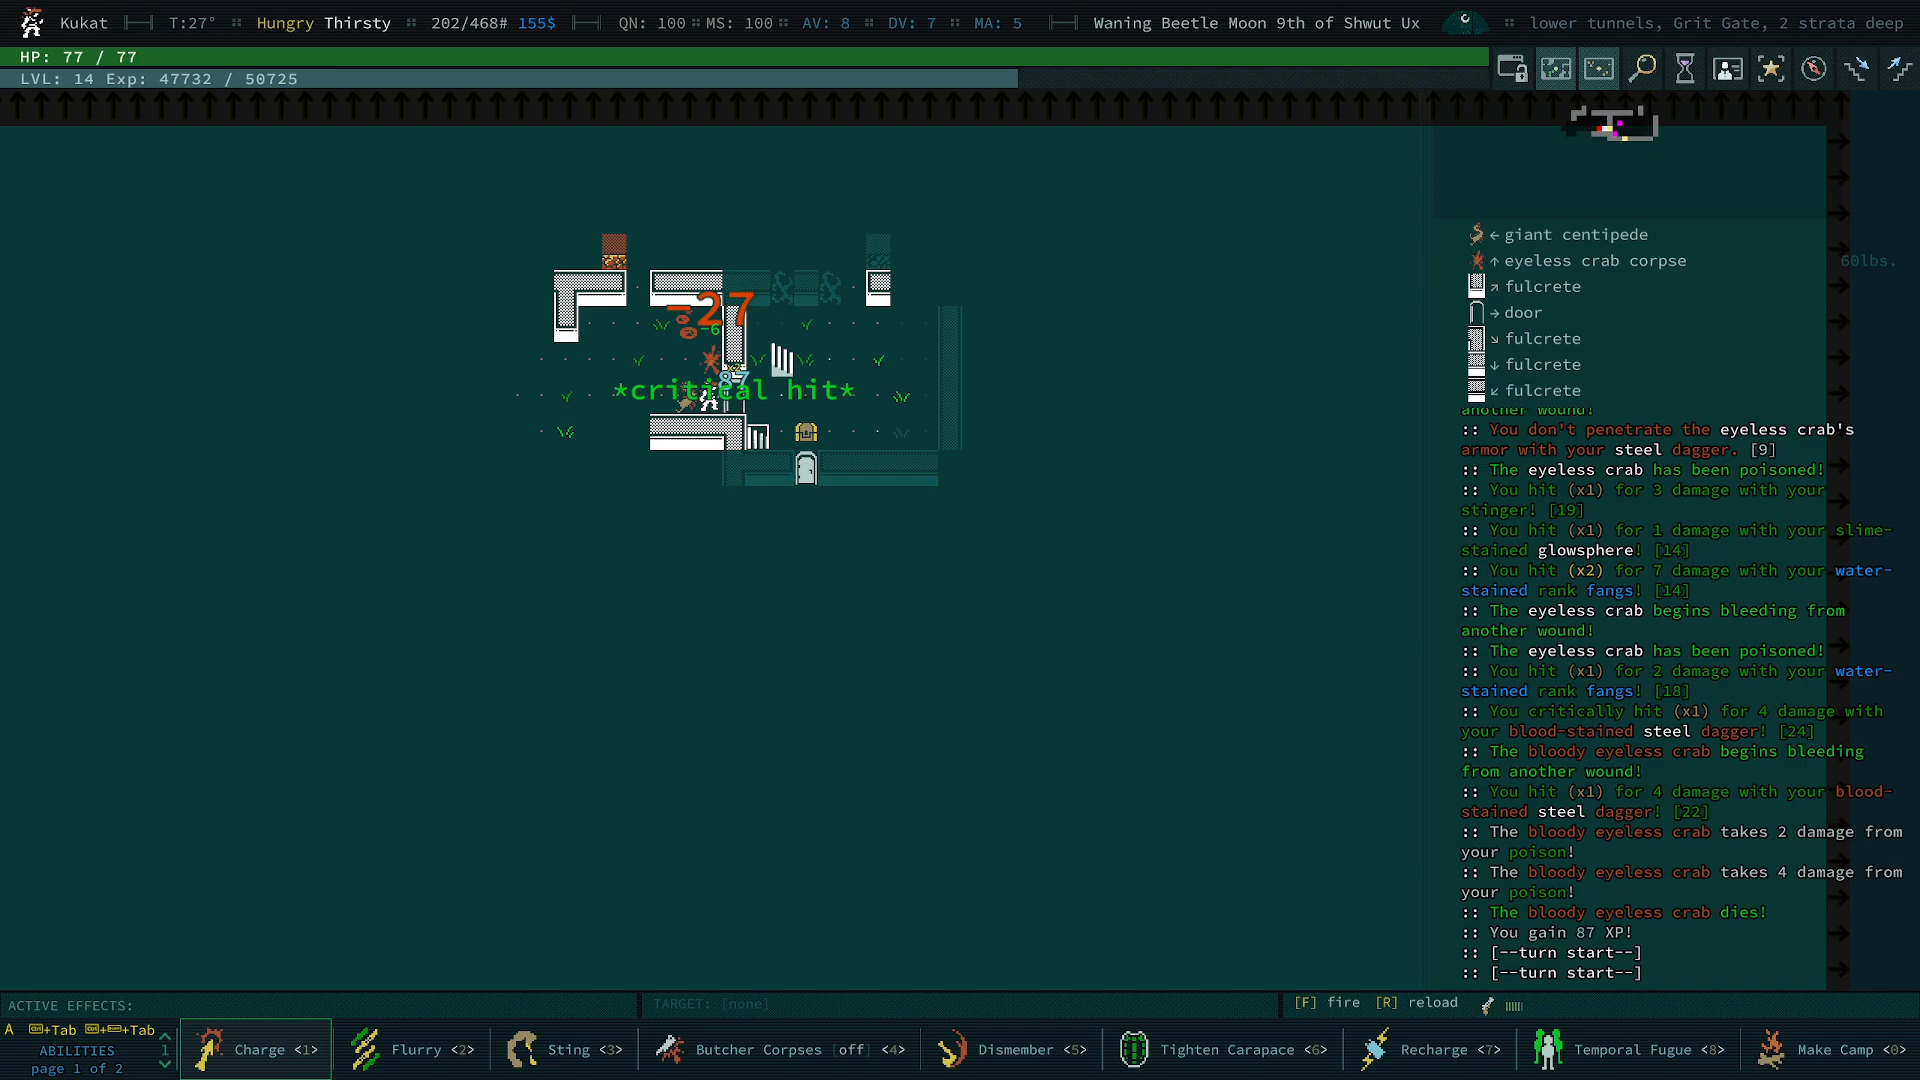 Kukat T:27° Hungry Thirsty 202/468# 155$ QN: 100 MS: 100 AV: 8 DV: 7 MA: 5 Waning Beetle Moon 9th of Shwut Ux lower tunnels, Grit Gate, 2 strata deep
HP: 77 / 77
LVL: 14 Exp: 47732 / 50725
giant centipede
eyeless crab corpse
60lbs.
fulcrete
door
fulcrete
fulcrete
fulcrete
-27
-6
x2
87
*critical hit*
another wound!
:: You don't penetrate the eyeless crab's
armor with your steel dagger. [9]
:: The eyeless crab has been poisoned!
:: You hit (x1) for 3 damage with your
stinger! [19]
:: You hit (x1) for 1 damage with your slime-
stained glowsphere! [14]
:: You hit (x2) for 7 damage with your water-
stained rank fangs! [14]
:: The eyeless crab begins bleeding from
another wound!
:: The eyeless crab has been poisoned!
:: You hit (x1) for 2 damage with your water-
stained rank fangs! [18]
:: You critically hit (x1) for 4 damage with
your blood-stained steel dagger! [24]
:: The bloody eyeless crab begins bleeding
from another wound!
:: You hit (x1) for 4 damage with your blood-
stained steel dagger! [22]
:: The bloody eyeless crab takes 2 damage from
your poison!
:: The bloody eyeless crab takes 4 damage from
your poison!
:: The bloody eyeless crab dies!
:: You gain 87 XP!
:: [--turn start--]
:: [--turn start--]
ACTIVE EFFECTS:
TARGET: [none]
[F] fire [R] reload
A +Tab +Tab
ABILITIES 1
page 1 of 2
Charge <1> Flurry <2> Sting <3> Butcher Corpses [off] <4> Dismember <5> Tighten Carapace <6> Recharge <7> Temporal Fugue <8> Make Camp <0>